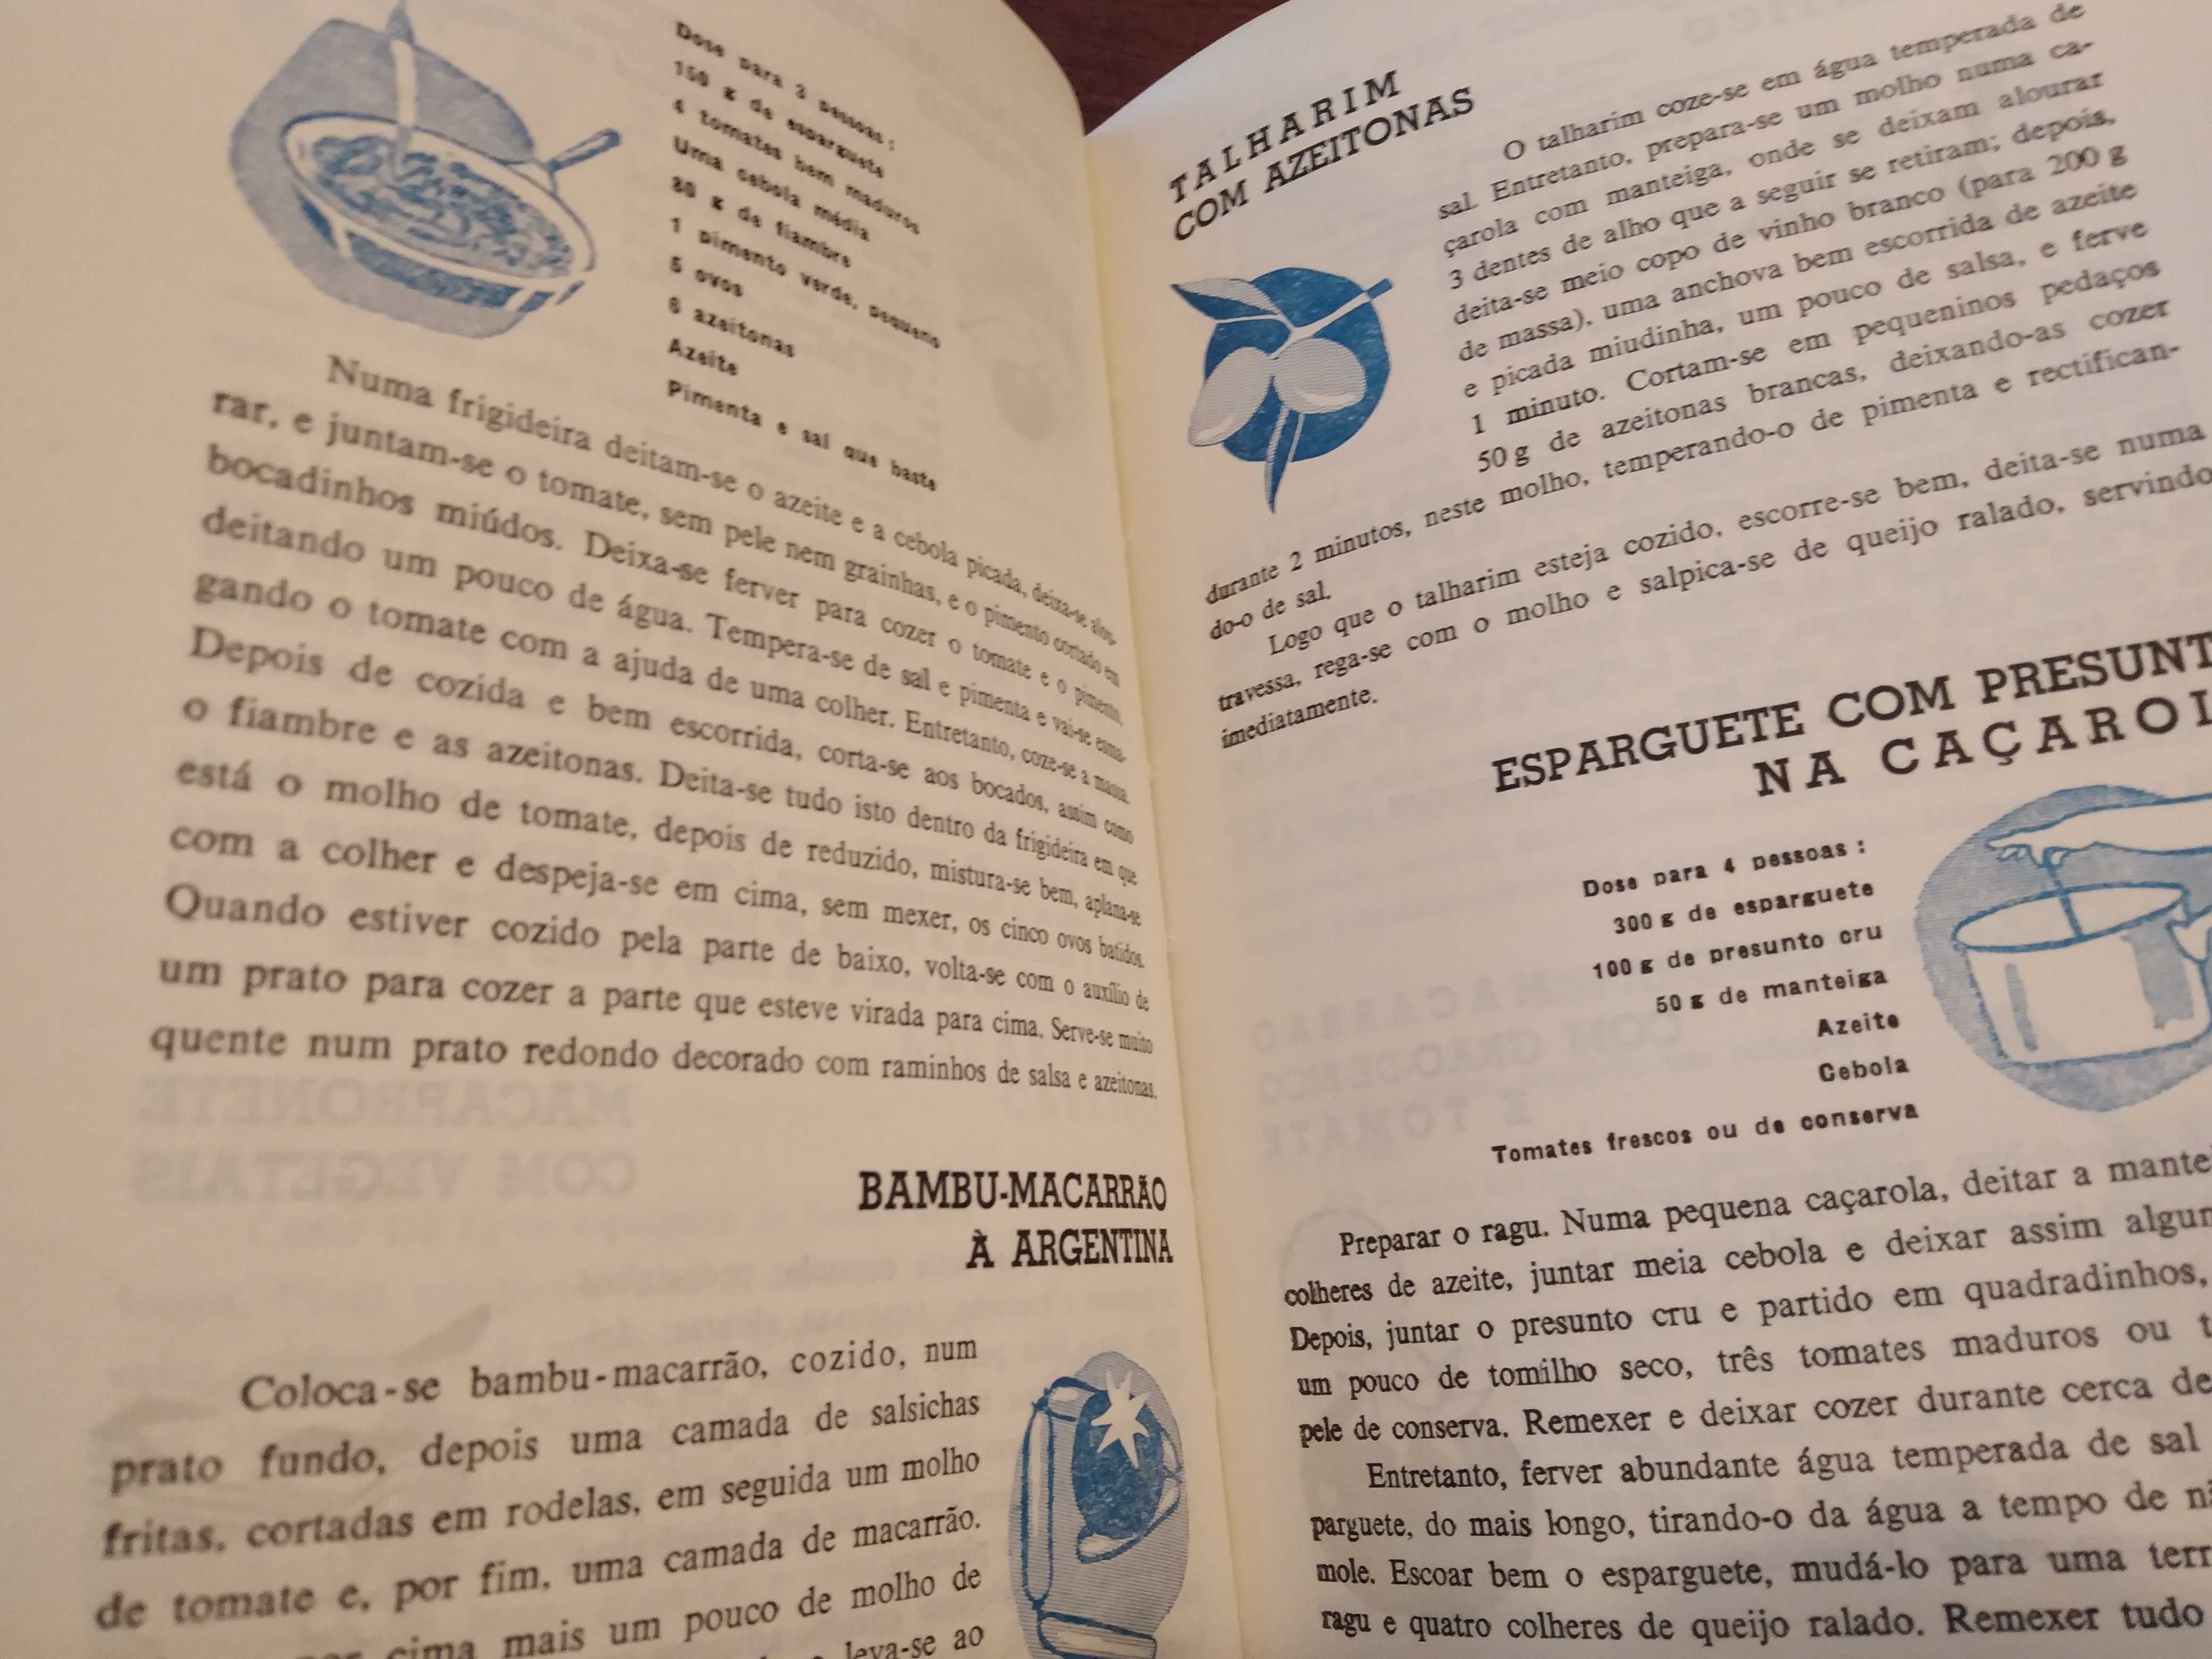 Dose para 3 pessoas :
150 g de esparguete
4 tomates bem maduros
Uma cebola média
80 g de fiambre
1 pimento verde, pequeno
5 ovos
6 azeitonas
Azeite
Pimenta e sal que baste
Numa frigideira deitam-se o azeite e a cebola picada, deixa-se alou-
rar, e juntam-se o tomate, sem pele nem grainhas, e o pimento cortado em
bocadinhos miúdos. Deixa-se ferver para cozer o tomate e o pimento,
deitando um pouco de água. Tempera-se de sal e pimenta e vai-se esma-
gando o tomate com a ajuda de uma colher. Entretanto, coze-se a massa.
Depois de cozida e bem escorrida, corta-se aos bocados, assim como
o fiambre e as azeitonas. Deita-se tudo isto dentro da frigideira em que
está o molho de tomate, depois de reduzido, mistura-se bem, aplana-se
com a colher e despeja-se em cima, sem mexer, os cinco ovos batidos.
Quando estiver cozido pela parte de baixo, volta-se com o auxílio de
um prato para cozer a parte que esteve virada para cima. Serve-se muito
quente num prato redondo decorado com raminhos de salsa e azeitonas.
BAMBU-MACARRÃO
À ARGENTINA
Coloca-se bambu-macarrão, cozido, num
prato fundo, depois uma camada de salsichas
fritas, cortadas em rodelas, em seguida um molho
de tomate e, por fim, uma camada de macarrão.
cima mais um pouco de molho de
leva-se ao
TALHARIM
COM AZEITONAS
O talharim coze-se em água temperada de
sal. Entretanto, prepara-se um molho numa ca-
çarola com manteiga, onde se deixam alourar
3 dentes de alho que a seguir se retiram; depois,
deita-se meio copo de vinho branco (para 200 g
de massa), uma anchova bem escorrida de azeite
e picada miudinha, um pouco de salsa, e ferve
1 minuto. Cortam-se em pequeninos pedaços
50 g de azeitonas brancas, deixando-as cozer
durante 2 minutos, neste molho, temperando-o de pimenta e rectifican-
do-o de sal.
Logo que o talharim esteja cozido, escorre-se bem, deita-se numa
travessa, rega-se com o molho e salpica-se de queijo ralado, servindo
imediatamente.
ESPARGUETE COM PRESUNT
NA CAÇAROL
Dose para 4 pessoas :
300 g de esparguete
100 g de presunto cru
50 g de manteiga
Azeite
Cebola
Tomates frescos ou de conserva
Preparar o ragu. Numa pequena caçarola, deitar a mantei
colheres de azeite, juntar meia cebola e deixar assim algun
Depois, juntar o presunto cru e partido em quadradinhos,
um pouco de tomilho seco, três tomates maduros ou t
pele de conserva. Remexer e deixar cozer durante cerca de
Entretanto, ferver abundante água temperada de sal
parguete, do mais longo, tirando-o da água a tempo de nã
mole. Escoar bem o esparguete, mudá-lo para uma terr
ragu e quatro colheres de queijo ralado. Remexer tudo